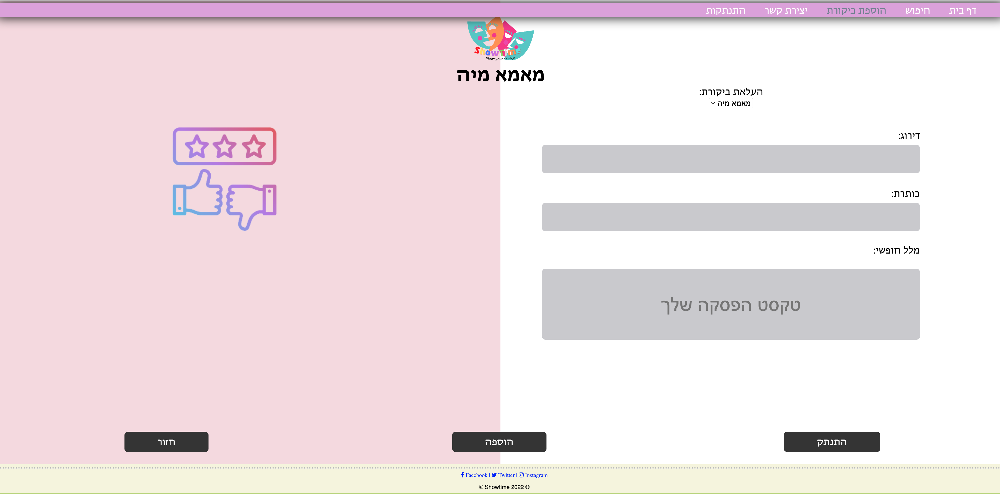 דף בית חיפוש הוספת ביקורת יצירת קשר התנתקות
ShowTime
Show your opinion
מאמא מיה
העלאת ביקורת:
מאמא מיה
דירוג:
כותרת:
מלל חופשי:
טקסט הפסקה שלך
התנתק הוספה חזור
Facebook | Twitter | Instagram
© Showtime 2022 ©